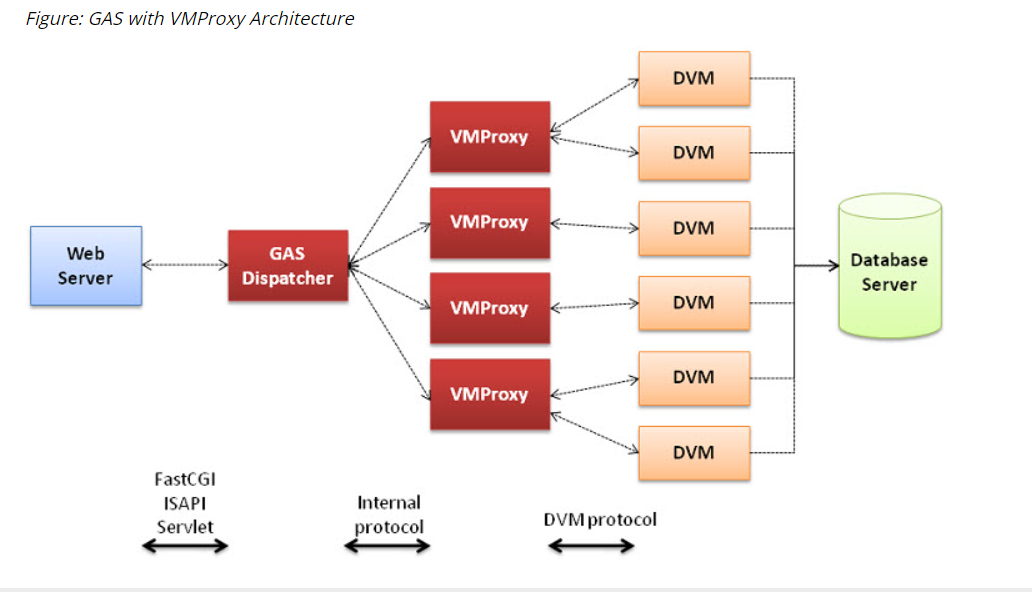 Figure: GAS with VMProxy Architecture
Web
Server
GAS
Dispatcher
VMProxy
VMProxy
VMProxy
VMProxy
DVM
DVM
DVM
DVM
DVM
DVM
Database
Server
FastCGI
ISAPI
Servlet
Internal
protocol
DVM protocol